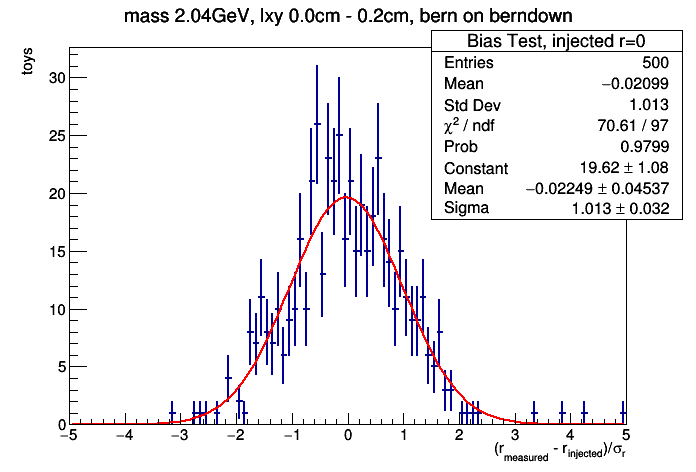 mass 2.04GeV, lxy 0.0cm - 0.2cm, bern on berndown
Bias Test, injected r=0
Entries 500
Mean −0.02099
Std Dev 1.013
χ² / ndf 70.61 / 97
Prob 0.9799
Constant 19.62 ± 1.08
Mean −0.02249 ± 0.04537
Sigma 1.013 ± 0.032
toys
30
25
20
15
10
5
0
−5 −4 −3 −2 −1 0 1 2 3 4 5
(r_measured - r_injected)/σ_r